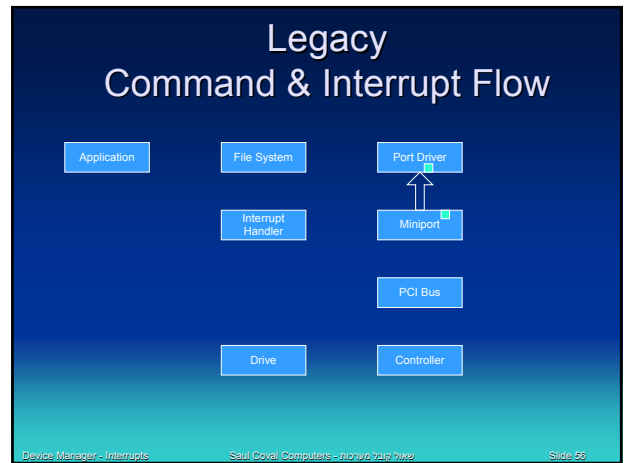 Legacy
Command & Interrupt Flow
Application
File System
Port Driver
Interrupt
Handler
Miniport
PCI Bus
Drive
Controller
Device Manager - Interrupts
Saul Coval Computers - שאול קובל מערכות
Slide 56